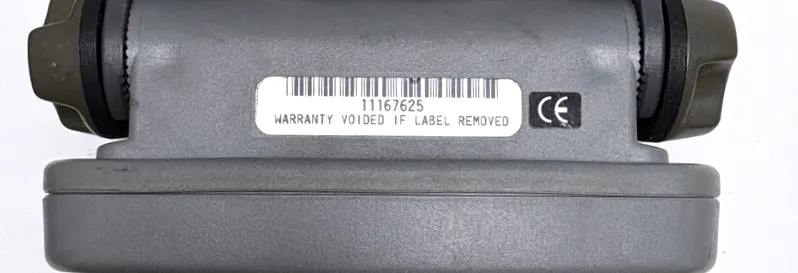 11167625
WARRANTY VOIDED IF LABEL REMOVED
CE